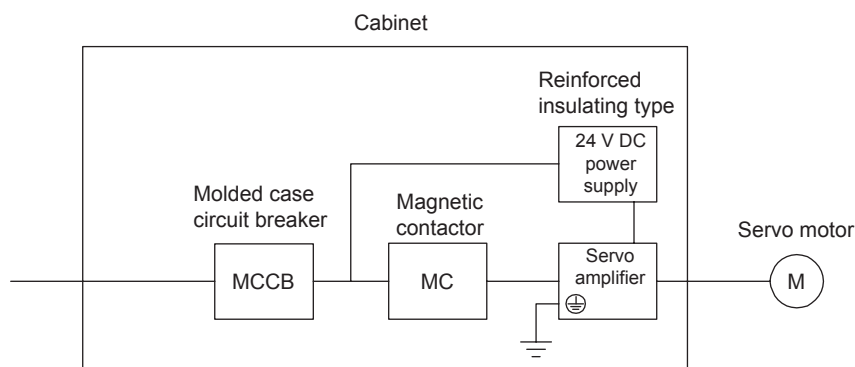 Cabinet
Reinforced
insulating type
24 V DC
power
supply
Molded case
circuit breaker
Magnetic
contactor
Servo motor
MCCB
MC
Servo
amplifier
M